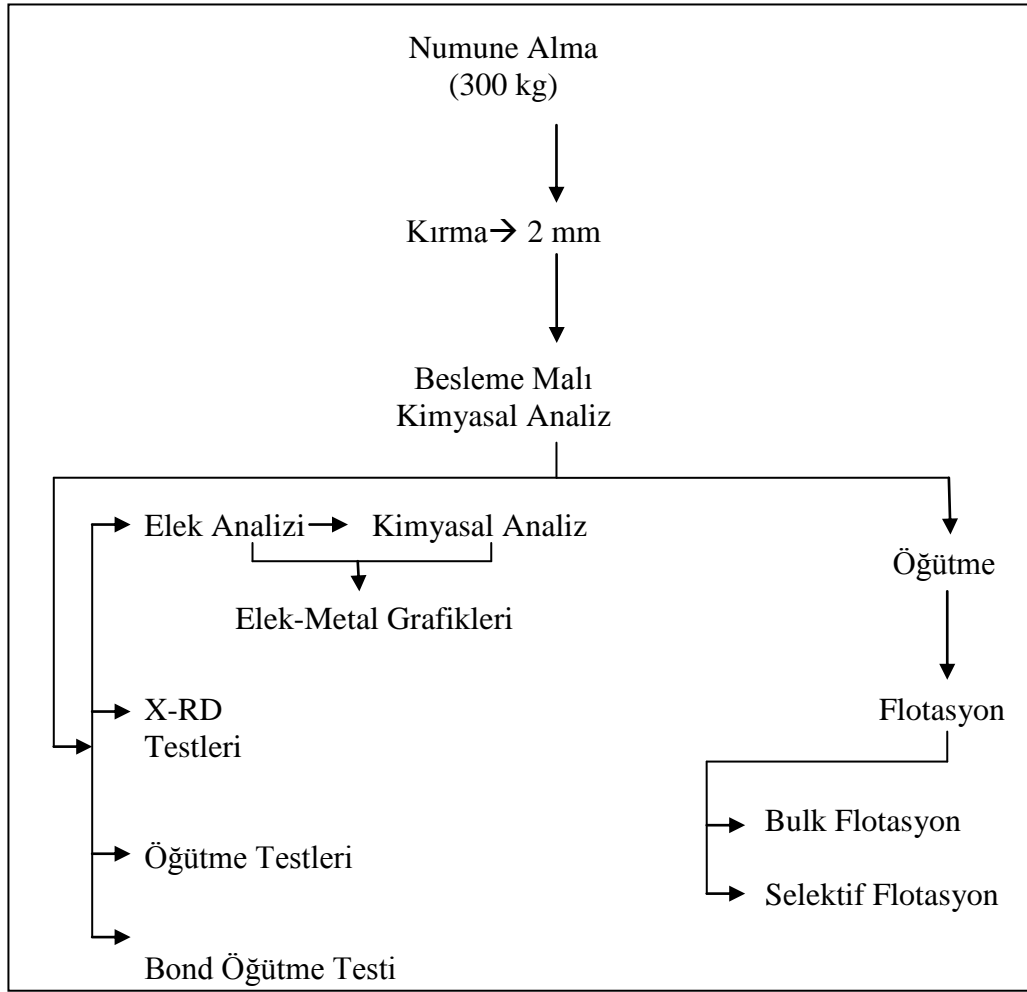 Numune Alma
(300 kg)
Kırma→ 2 mm
Besleme Malı
Kimyasal Analiz
Elek Analizi
Kimyasal Analiz
Elek-Metal Grafikleri
X-RD
Testleri
Öğütme Testleri
Bond Öğütme Testi
Öğütme
Flotasyon
Bulk Flotasyon
Selektif Flotasyon